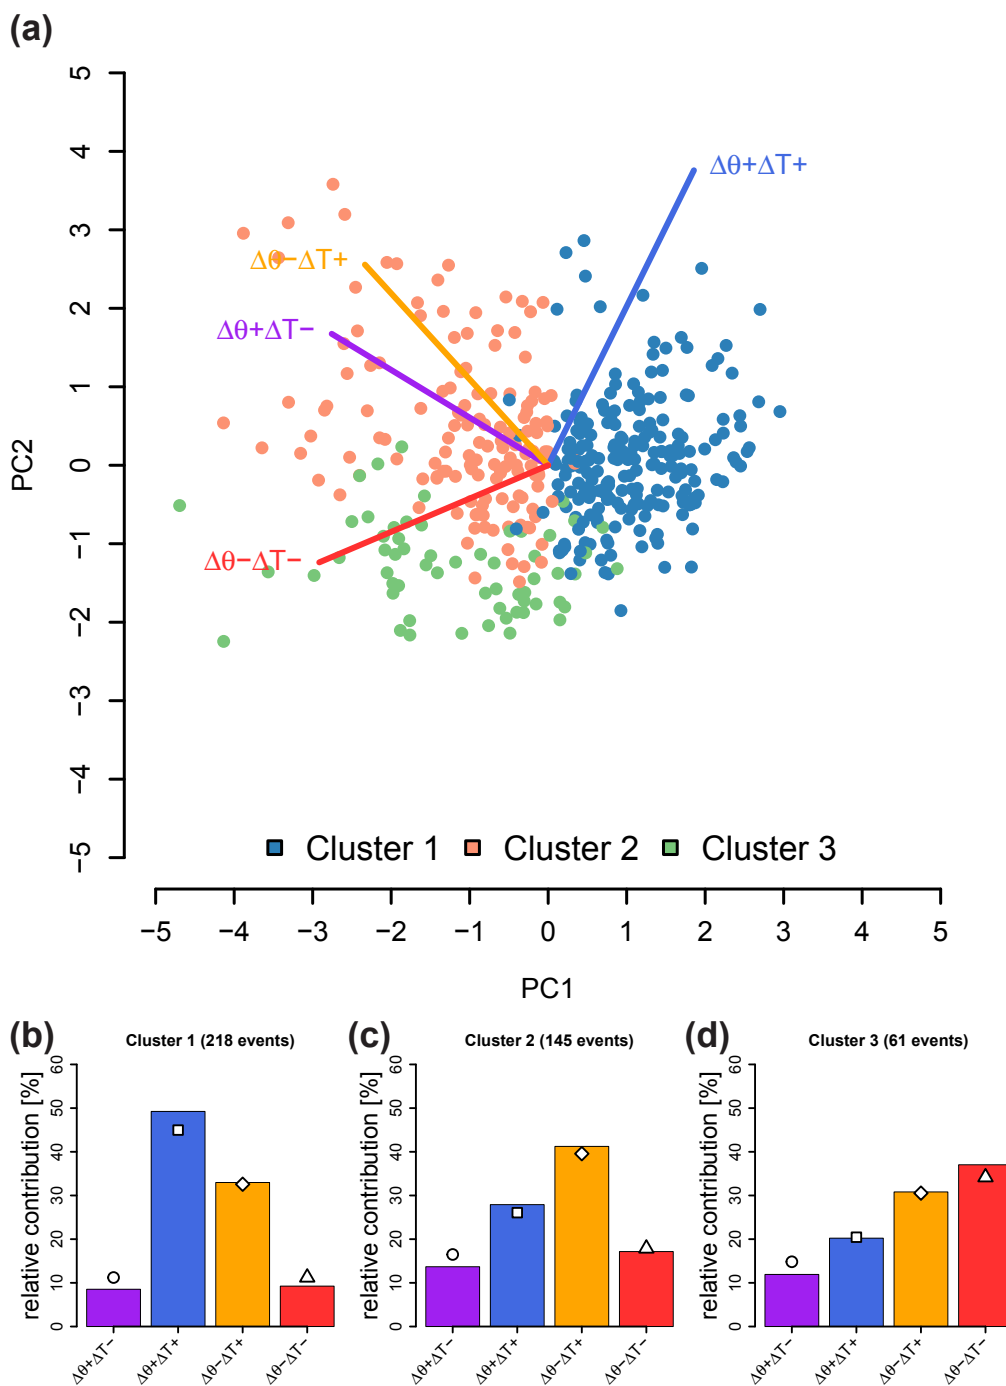 (a)
5
4
3
2
1
0
−1
−2
−3
−4
−5
PC2
Δθ+ΔT+
Δθ−ΔT+
Δθ+ΔT−
Δθ−ΔT−
Cluster 1 Cluster 2 Cluster 3
−5 −4 −3 −2 −1 0 1 2 3 4 5
PC1
(b)
Cluster 1 (218 events)
relative contribution [%]
60
50
40
30
20
10
0
Δθ+ΔT− Δθ+ΔT+ Δθ−ΔT+ Δθ−ΔT−
(c)
Cluster 2 (145 events)
relative contribution [%]
60
50
40
30
20
10
0
Δθ+ΔT− Δθ+ΔT+ Δθ−ΔT+ Δθ−ΔT−
(d)
Cluster 3 (61 events)
relative contribution [%]
60
50
40
30
20
10
0
Δθ+ΔT− Δθ+ΔT+ Δθ−ΔT+ Δθ−ΔT−